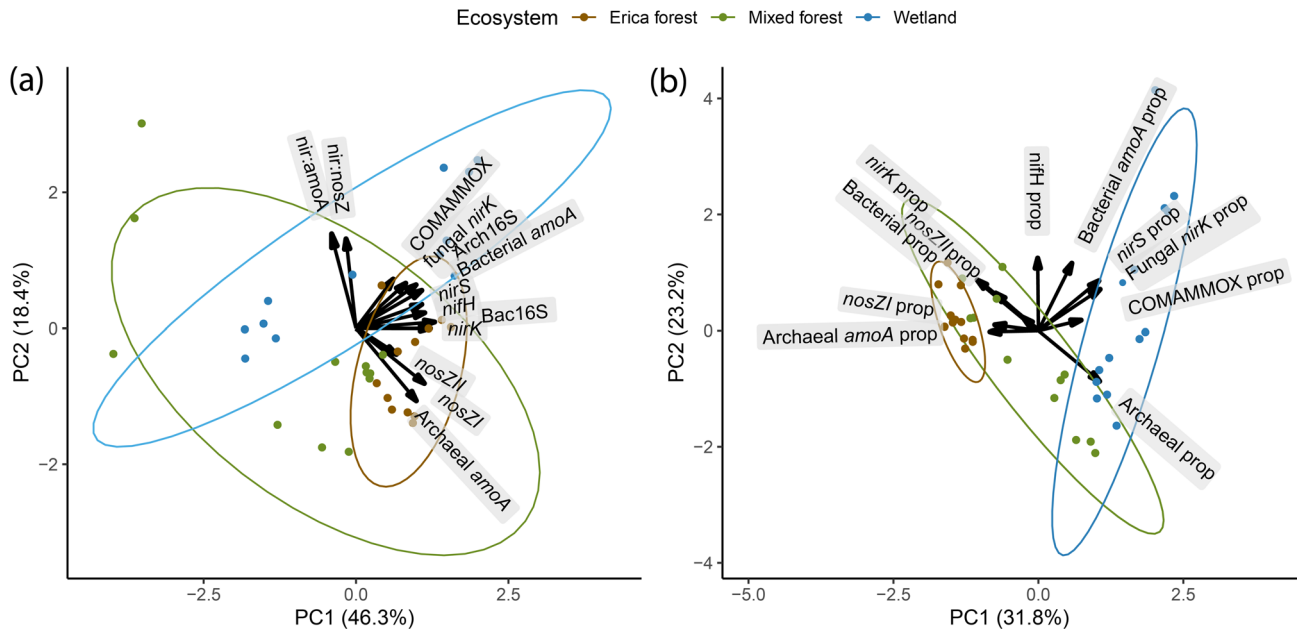 Ecosystem Erica forest Mixed forest Wetland
(a)
PC2 (18.4%)
2
0
−2
−2.5
0.0
2.5
PC1 (46.3%)
nir:amoA
nir:nosZ
COMAMMOX
fungal nirK
Arch16S
Bacterial amoA
nirS
nifH
Bac16S
nirK
nosZII
nosZI
Archaeal amoA
(b)
PC2 (23.2%)
4
2
0
−2
−4
−5.0
−2.5
0.0
2.5
PC1 (31.8%)
nirK prop
Bacterial prop
nosZII prop
nifH prop
Bacterial amoA prop
nirS prop
Fungal nirK prop
COMAMMOX prop
nosZI prop
Archaeal amoA prop
Archaeal prop